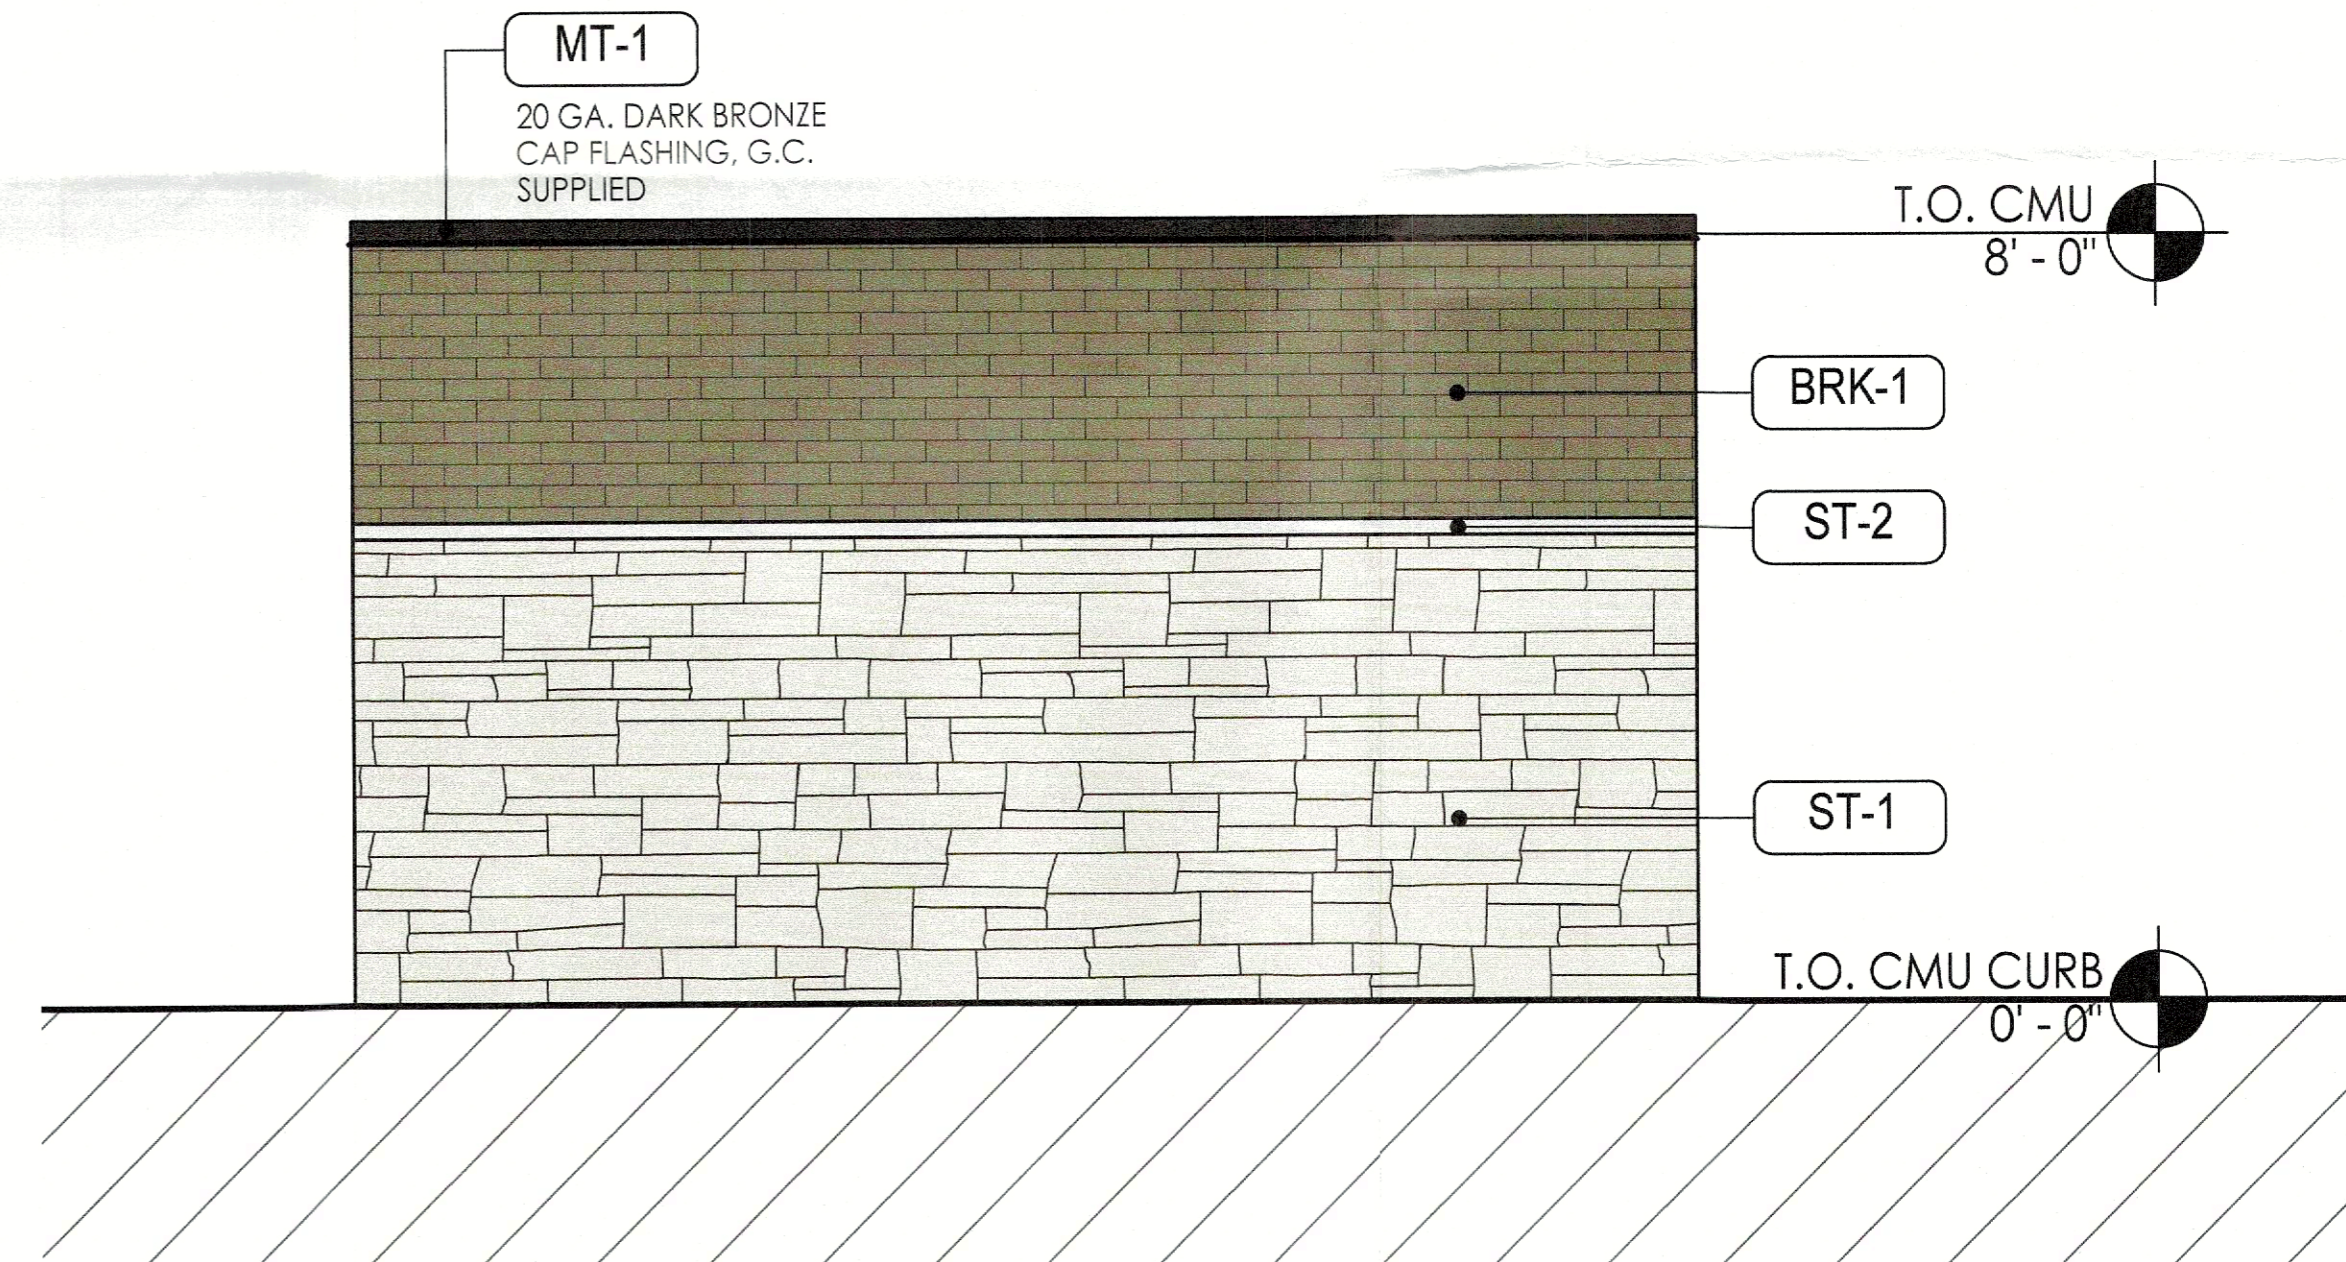 MT-1
20 GA. DARK BRONZE
CAP FLASHING, G.C.
SUPPLIED
T.O. CMU
8' - 0"
BRK-1
ST-2
ST-1
T.O. CMU CURB
0' - 0"